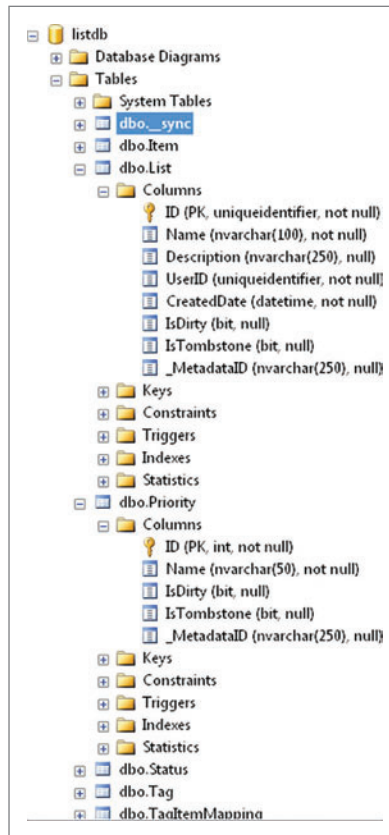 listdb
Database Diagrams
Tables
System Tables
dbo.__sync
dbo.Item
dbo.List
Columns
ID (PK, uniqueidentifier, not null)
Name (nvarchar(100), not null)
Description (nvarchar(250), null)
UserID (uniqueidentifier, not null)
CreatedDate (datetime, not null)
IsDirty (bit, null)
IsTombstone (bit, null)
_MetadataID (nvarchar(250), null)
Keys
Constraints
Triggers
Indexes
Statistics
dbo.Priority
Columns
ID (PK, int, not null)
Name (nvarchar(50), not null)
IsDirty (bit, null)
IsTombstone (bit, null)
_MetadataID (nvarchar(250), null)
Keys
Constraints
Triggers
Indexes
Statistics
dbo.Status
dbo.Tag
dbo.TagItemMapping